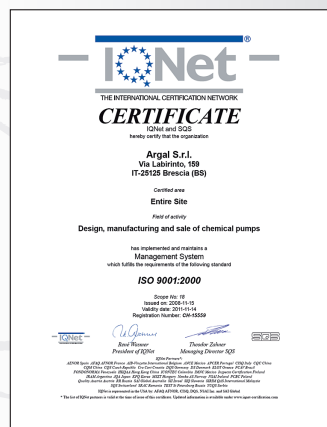 IQNet®
THE INTERNATIONAL CERTIFICATION NETWORK
CERTIFICATE
IQNet and SQS
hereby certify that the organization
Argal S.r.l.
Via Labirinto, 159
IT-25125 Brescia (BS)
Certified area
Entire Site
Field of activity
Design, manufacturing and sale of chemical pumps
has implemented and maintains a
Management System
which fulfills the requirements of the following standard
ISO 9001:2000
Scope No: 18
Issued on: 2008-11-15
Validity date: 2011-11-14
Registration Number: CH-15559
IQNet
SQS
René Wasmer
Theodor Zahner
President of IQNet
Managing Director SQS
IQNet Partners*: